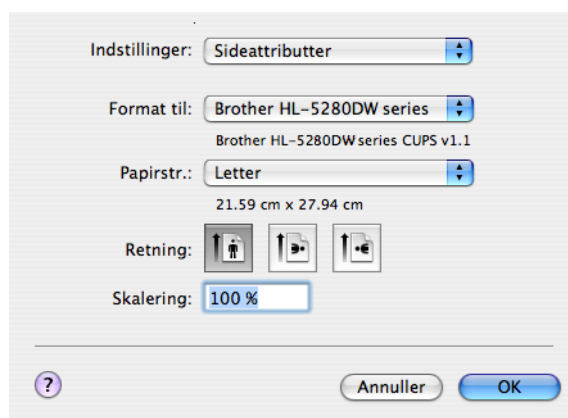 Indstillinger: Sideattributter
Format til: Brother HL-5280DW series
Brother HL-5280DW series CUPS v1.1
Papirstr.: Letter
21.59 cm x 27.94 cm
Retning:
Skalering: 100 %
? Annuller OK